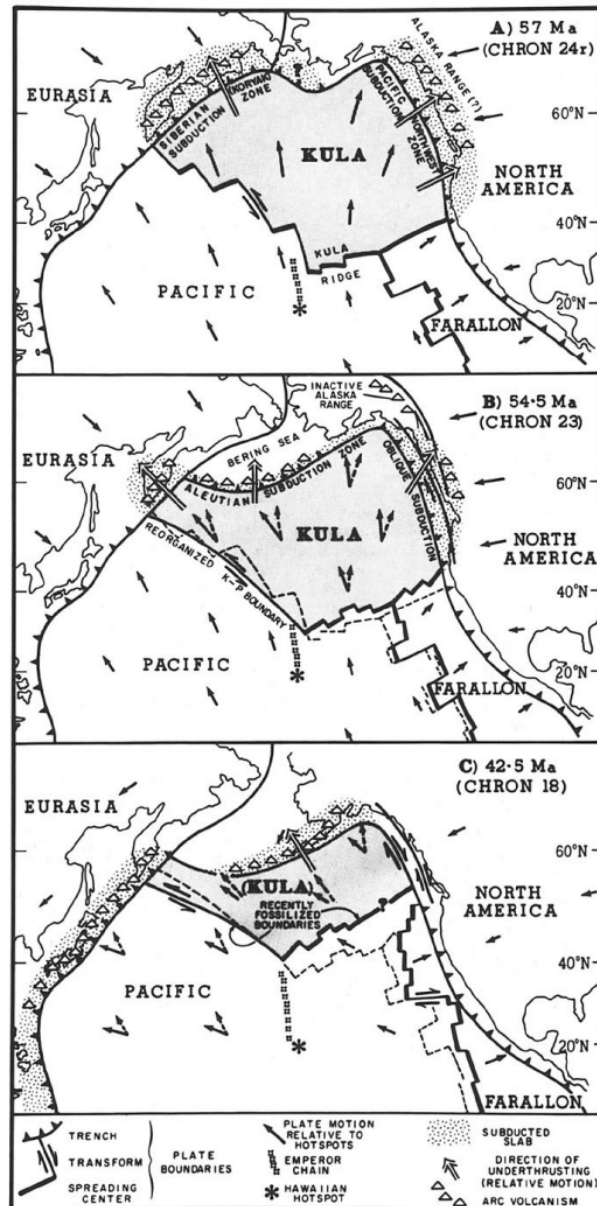 A) 57 Ma
(CHRON 24r)
ALASKA RANGE (?)
EURASIA
KORYAK
ZONE
SIBERIAN
SUBDUCTION
?
PACIFIC NORTHWEST
SUBDUCTION ZONE
60°N
KULA
NORTH
AMERICA
40°N
KULA
RIDGE
PACIFIC
20°N
FARALLON
INACTIVE
ALASKA
RANGE
B) 54·5 Ma
(CHRON 23)
BERING SEA
EURASIA
ALEUTIAN SUBDUCTION ZONE
OBLIQUE SUBDUCTION
60°N
KULA
NORTH
AMERICA
REORGANIZED K-P BOUNDARY
40°N
PACIFIC
20°N
FARALLON
C) 42·5 Ma
(CHRON 18)
EURASIA
60°N
(KULA)
RECENTLY
FOSSILIZED
BOUNDARIES
?
NORTH
AMERICA
40°N
PACIFIC
20°N
FARALLON
TRENCH
TRANSFORM
SPREADING CENTER
PLATE
BOUNDARIES
PLATE MOTION
RELATIVE TO
HOTSPOTS
EMPEROR
CHAIN
HAWAIIAN
HOTSPOT
SUBDUCTED
SLAB
DIRECTION OF
UNDERTHRUSTING
(RELATIVE MOTION)
ARC VOLCANISM